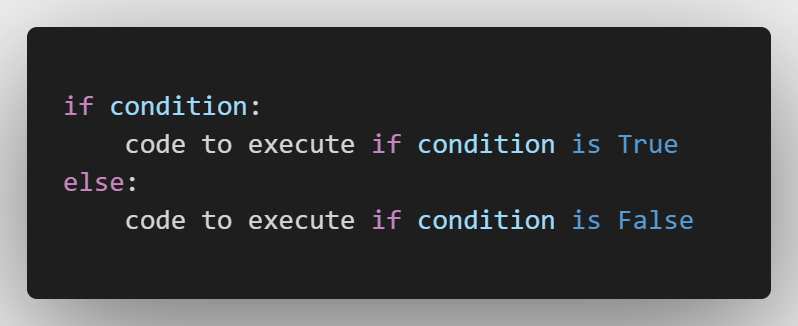 if condition:
    code to execute if condition is True
else:
    code to execute if condition is False